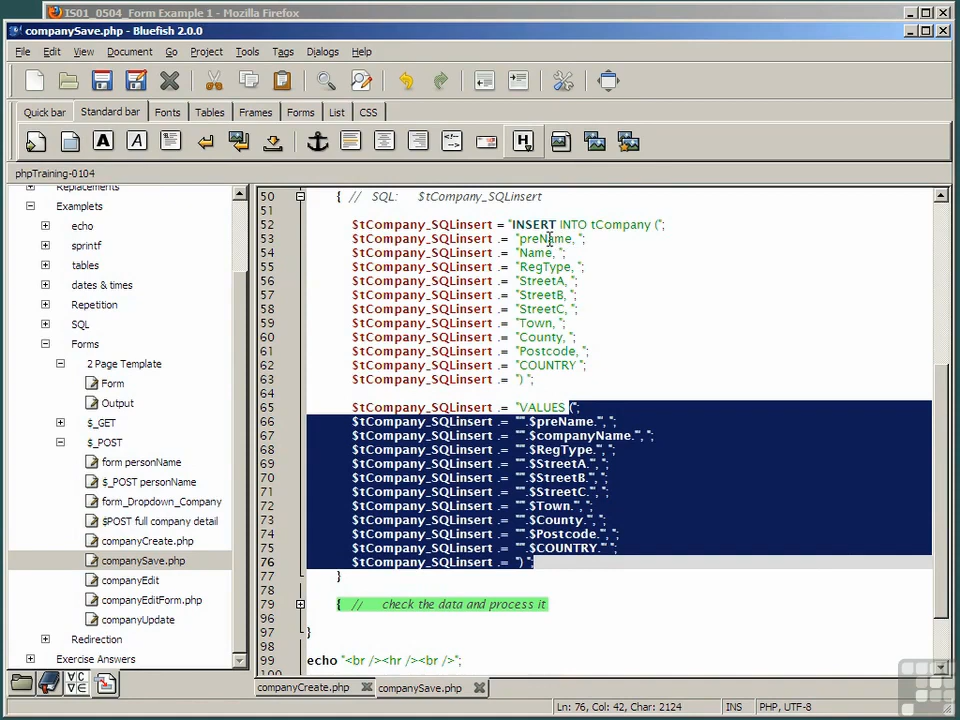 IS01_0504_Form Example 1 - Mozilla Firefox
companySave.php - Bluefish 2.0.0
File Edit View Document Go Project Tools Tags Dialogs Help
Quick bar Standard bar Fonts Tables Frames Forms List CSS
phpTraining-0104
Replacements
Examplets
echo
sprintf
tables
dates & times
Repetition
SQL
Forms
2 Page Template
Form
Output
$_GET
$_POST
form personName
$_POST personName
form_Dropdown_Company
$POST full company detail
companyCreate.php
companySave.php
companyEdit
companyEditForm.php
companyUpdate
Redirection
Exercise Answers
50 { // SQL: $tCompany_SQLinsert
51
52 $tCompany_SQLinsert = "INSERT INTO tCompany (";
53 $tCompany_SQLinsert .= "preName, ";
54 $tCompany_SQLinsert .= "Name, ";
55 $tCompany_SQLinsert .= "RegType, ";
56 $tCompany_SQLinsert .= "StreetA, ";
57 $tCompany_SQLinsert .= "StreetB, ";
58 $tCompany_SQLinsert .= "StreetC, ";
59 $tCompany_SQLinsert .= "Town, ";
60 $tCompany_SQLinsert .= "County, ";
61 $tCompany_SQLinsert .= "Postcode, ";
62 $tCompany_SQLinsert .= "COUNTRY ";
63 $tCompany_SQLinsert .= ") ";
64
65 $tCompany_SQLinsert .= "VALUES (";
66 $tCompany_SQLinsert .= "'".$preName."', ";
67 $tCompany_SQLinsert .= "'".$companyName."', ";
68 $tCompany_SQLinsert .= "'".$RegType."', ";
69 $tCompany_SQLinsert .= "'".$StreetA."', ";
70 $tCompany_SQLinsert .= "'".$StreetB."', ";
71 $tCompany_SQLinsert .= "'".$StreetC."', ";
72 $tCompany_SQLinsert .= "'".$Town."', ";
73 $tCompany_SQLinsert .= "'".$County."', ";
74 $tCompany_SQLinsert .= "'".$Postcode."', ";
75 $tCompany_SQLinsert .= "'".$COUNTRY."' ";
76 $tCompany_SQLinsert .= ") ";
77 }
78
79 { // check the data and process it
96
97 }
98
99 echo "<br /><hr /><br />";
100
companyCreate.php companySave.php
Ln: 76, Col: 42, Char: 2124 INS PHP, UTF-8